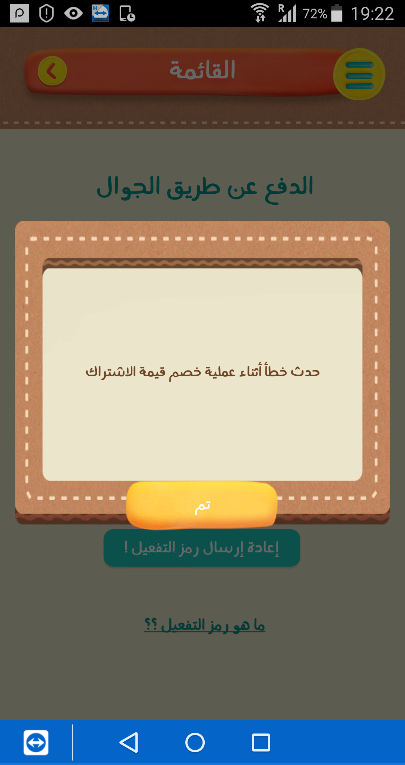 72% 19:22
القائمة
الدفع عن طريق الجوال
حدث خطأ أثناء عملية خصم قيمة الاشتراك
تم
إعادة إرسال رمز التفعيل !
ما هو رمز التفعيل ؟؟